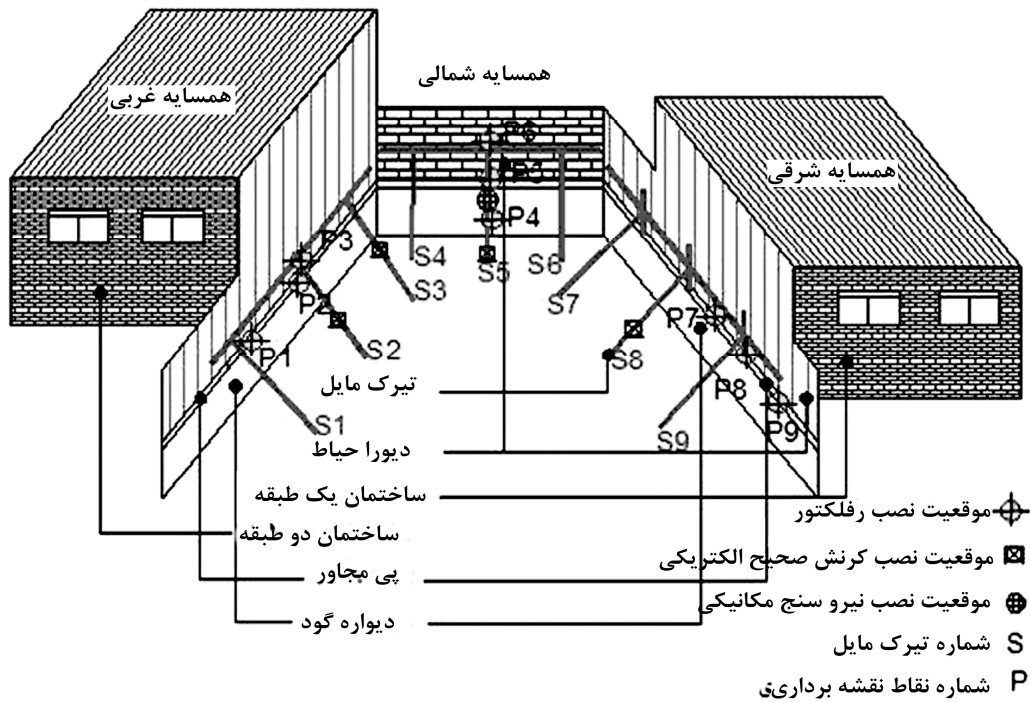 همسایه شمالی
همسایه غربی
همسایه شرقی
P3
P4
P3
S4
S5
S6
S3
S7
P2
P7
P1
S2
S8
P8
تیرک مایل
P9
S1
S9
دیورا حیاط
ساختمان یک طبقه
موقعیت نصب رفلکتور
ساختمان دو طبقه
موقعیت نصب کرنش صحیح الکتریکی
پی مجاور
موقعیت نصب نیرو سنج مکانیکی
دیواره گود
شماره تیرک مایل S
شماره نقاط نقشه برداری P